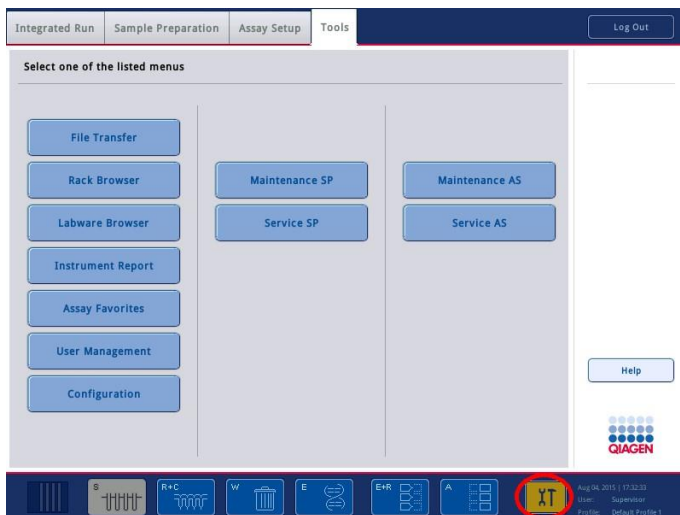 Integrated Run
Sample Preparation
Assay Setup
Tools
Log Out
Select one of the listed menus
File Transfer
Rack Browser
Maintenance SP
Maintenance AS
Labware Browser
Service SP
Service AS
Instrument Report
Assay Favorites
User Management
Help
Configuration
QIAGEN
S
R+C
W
E
E+R
A
Aug 04, 2015 | 17:32:33
User: Supervisor
Profile: Default Profile 1